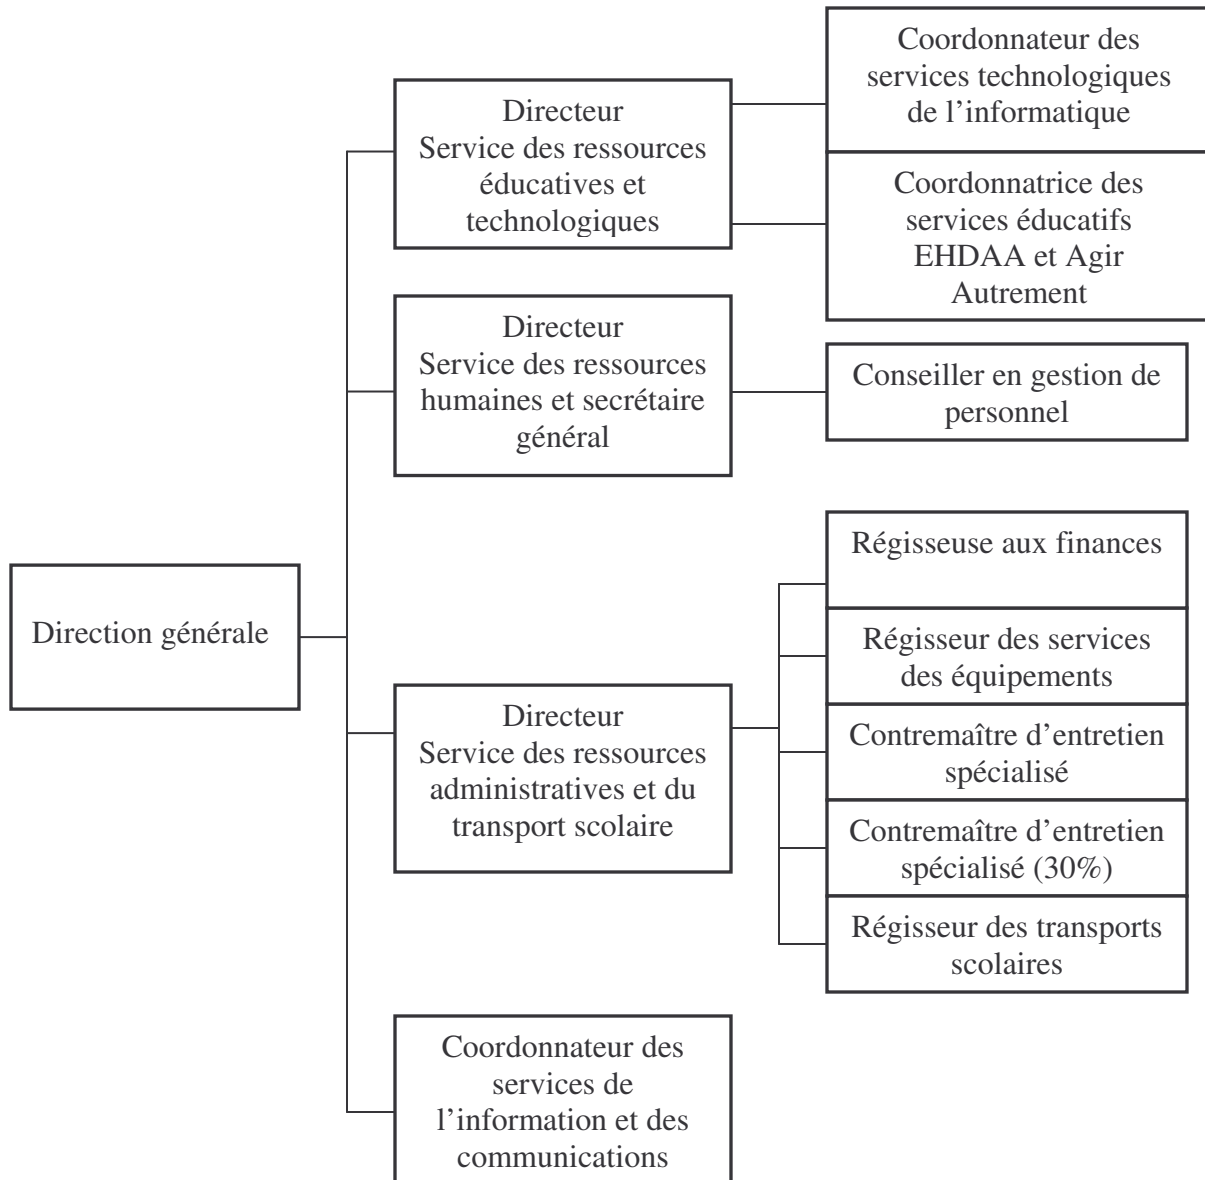 Direction générale
Directeur
Service des ressources
éducatives et
technologiques
Coordonnateur des
services technologiques
de l’informatique
Coordonnatrice des
services éducatifs
EHDAA et Agir
Autrement
Directeur
Service des ressources
humaines et secrétaire
général
Conseiller en gestion de
personnel
Directeur
Service des ressources
administratives et du
transport scolaire
Régisseuse aux finances
Régisseur des services
des équipements
Contremaître d’entretien
spécialisé
Contremaître d’entretien
spécialisé (30%)
Régisseur des transports
scolaires
Coordonnateur des
services de
l’information et des
communications